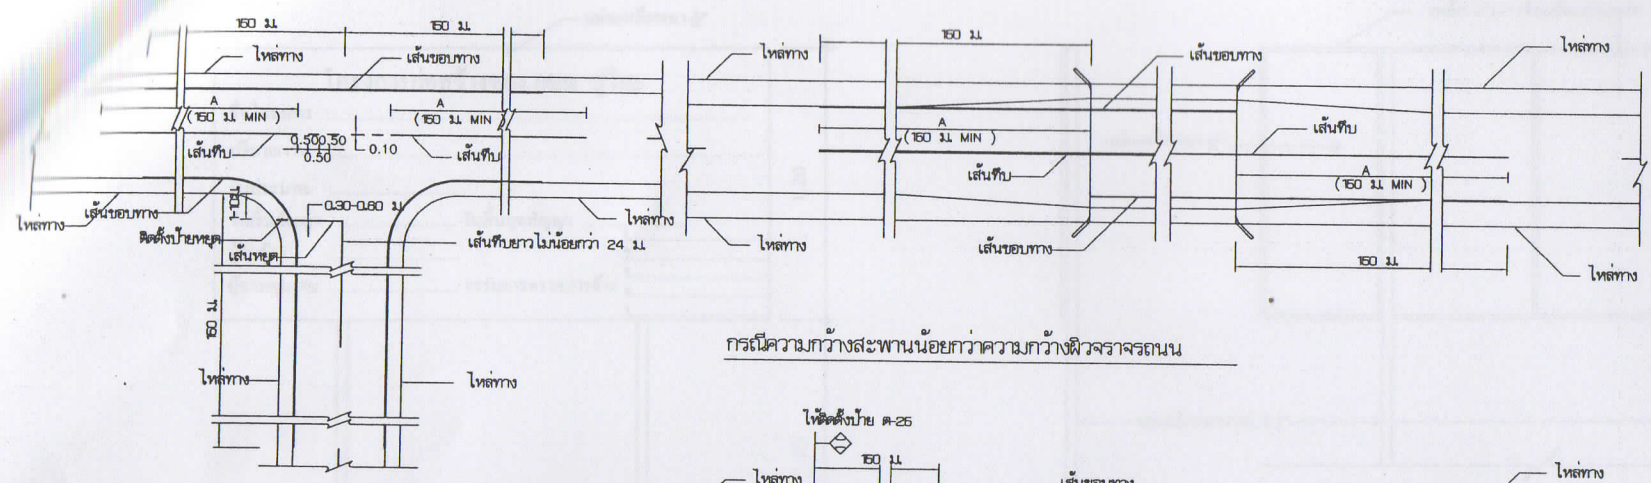 150 ม.
150 ม.
ไหล่ทาง
เส้นขอบทาง
A
(150 ม. MIN )
A
(150 ม. MIN )
0.50
0.50
0.50
0.10
เส้นทึบ
เส้นทึบ
ไหล่ทาง
เส้นขอบทาง
0.30-0.60 ม.
ติดตั้งป้ายหยุด
เส้นหยุด
ไหล่ทาง
เส้นทึบยาวไม่น้อยกว่า 24 ม.
150 ม.
ไหล่ทาง
ไหล่ทาง
150 ม.
ไหล่ทาง
เส้นขอบทาง
ไหล่ทาง
A
(150 ม. MIN )
เส้นทึบ
เส้นทึบ
A
(150 ม. MIN )
ไหล่ทาง
เส้นขอบทาง
150 ม.
ไหล่ทาง
กรณีความกว้างสะพานน้อยกว่าความกว้างผิวจราจรถนน
ให้ติดตั้งป้าย ต-25
150 ม.
ไหล่ทาง
เส้นขอบทาง
ไหล่ทาง